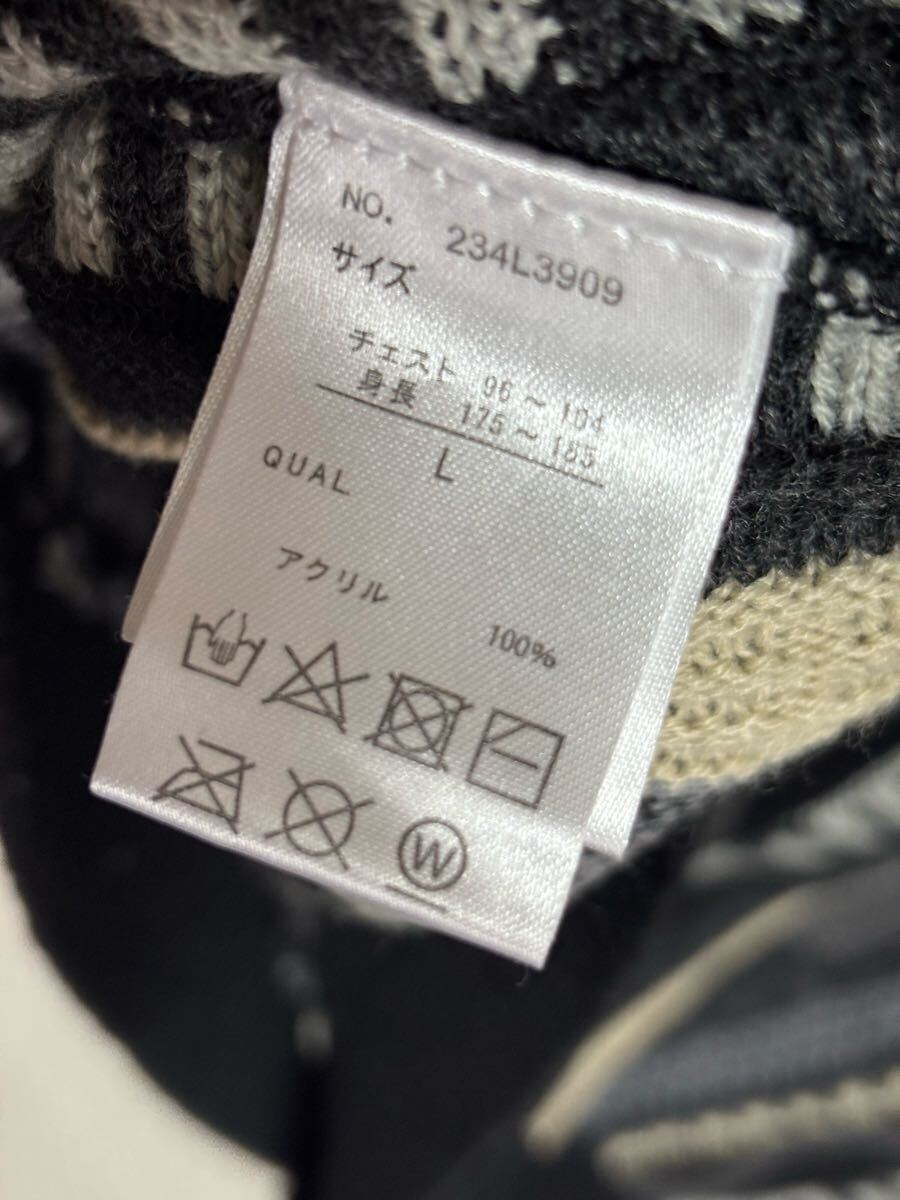 NO. 234L3909
サイズ
チェスト 96～104
身長 175～185
L
QUAL
アクリル
100%
W